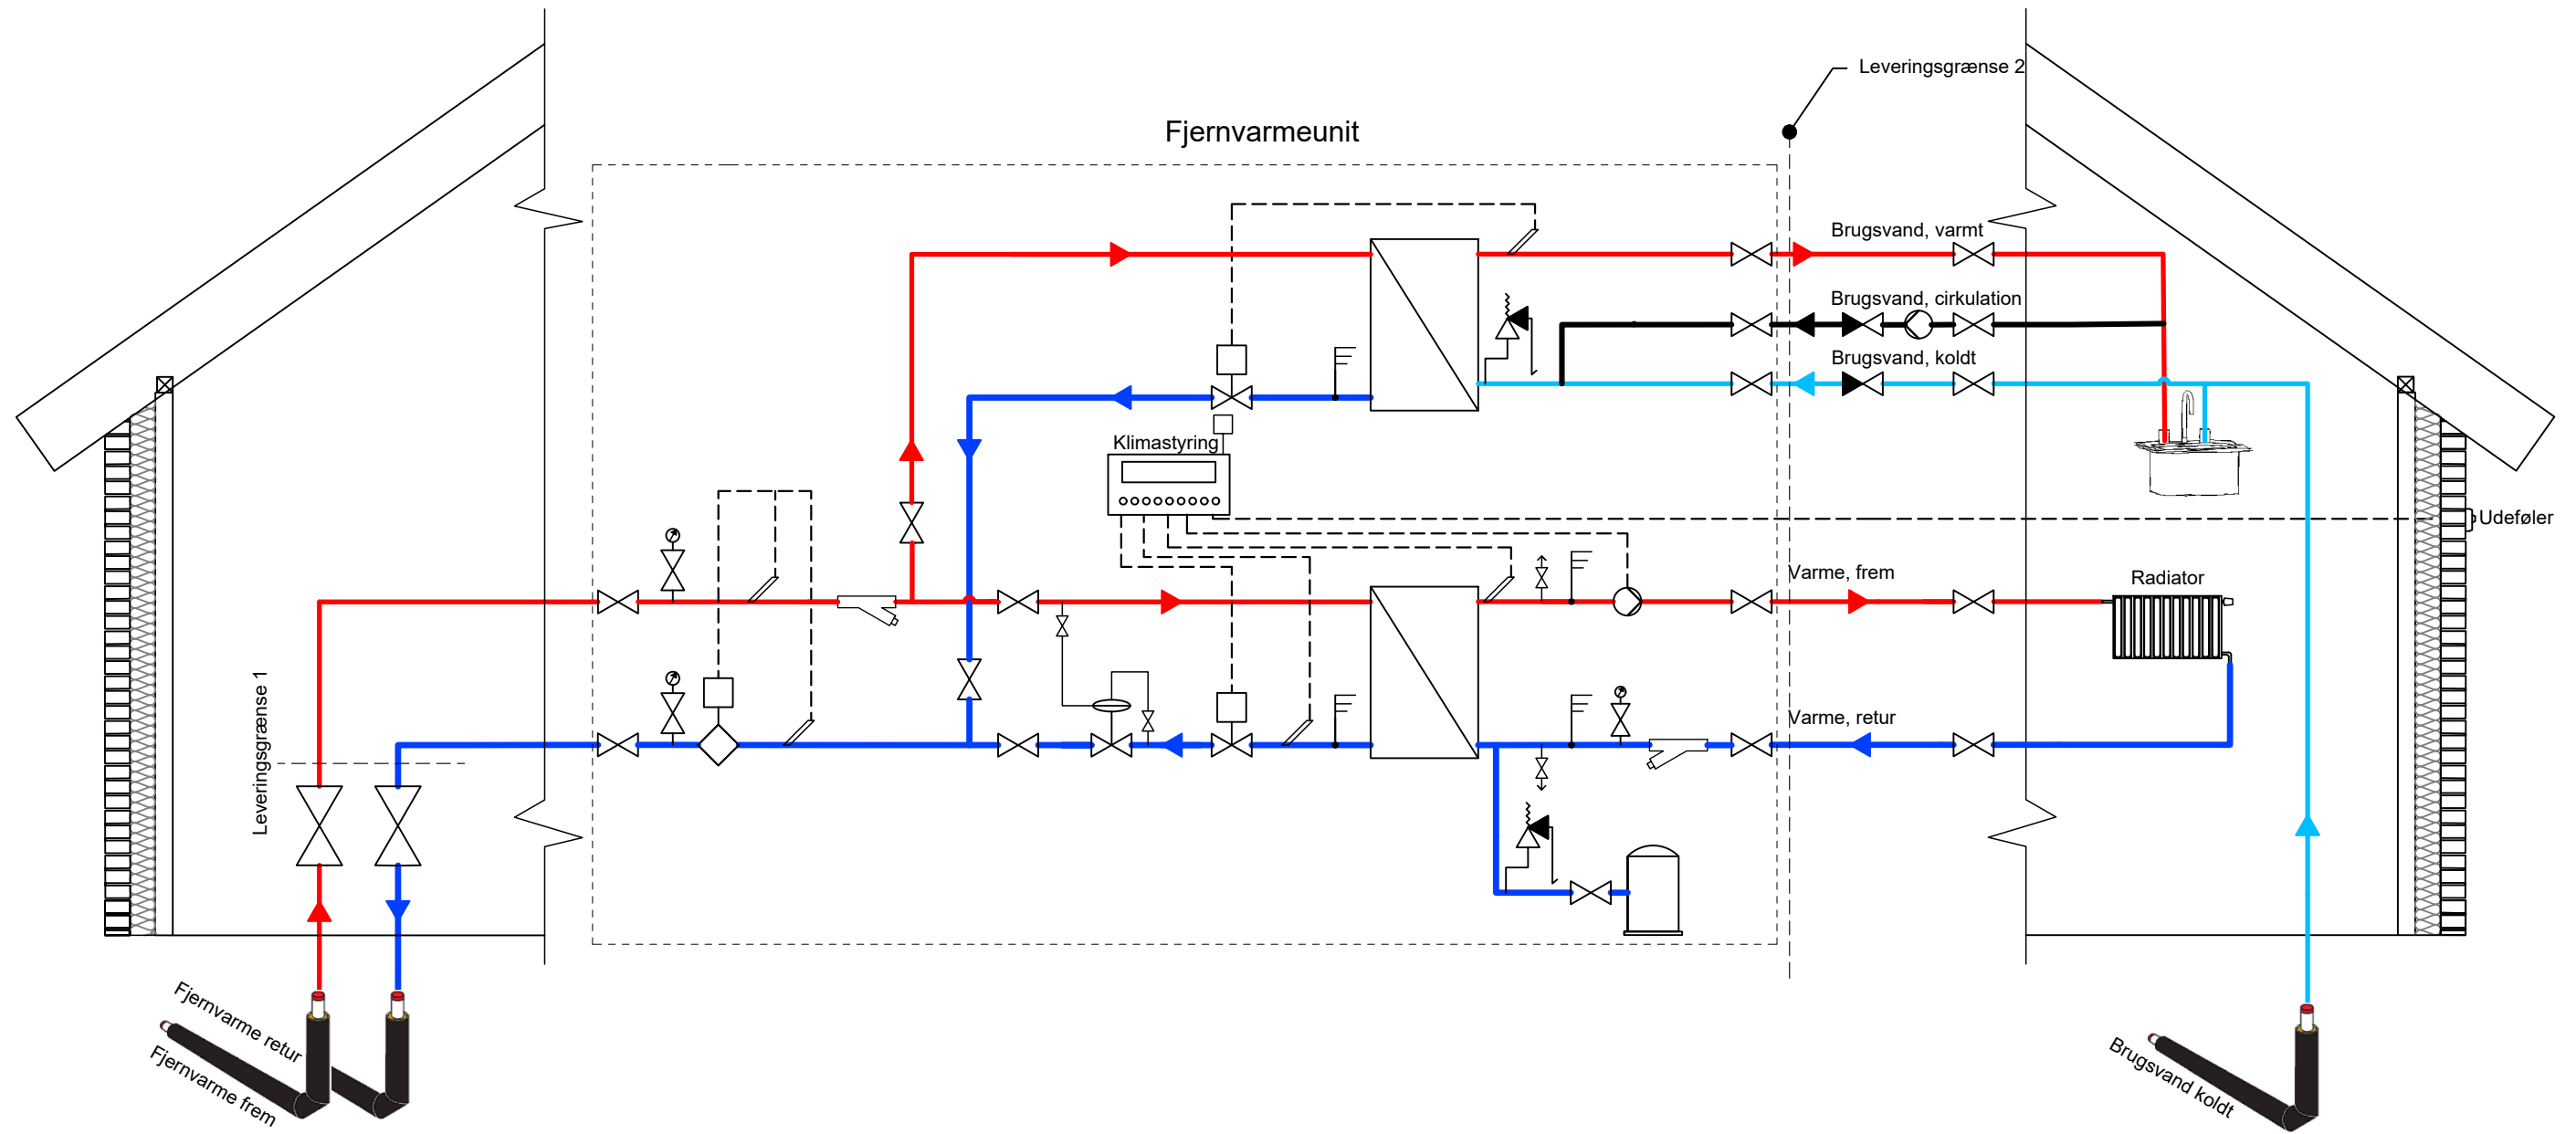 Leveringsgrænse 2
Fjernvarmeunit
Brugsvand, varmt
Brugsvand, cirkulation
Brugsvand, koldt
Klimastyring
Udeføler
Varme, frem
Radiator
Leveringsgrænse 1
Varme, retur
Fjernvarme retur
Fjernvarme frem
Brugsvand koldt